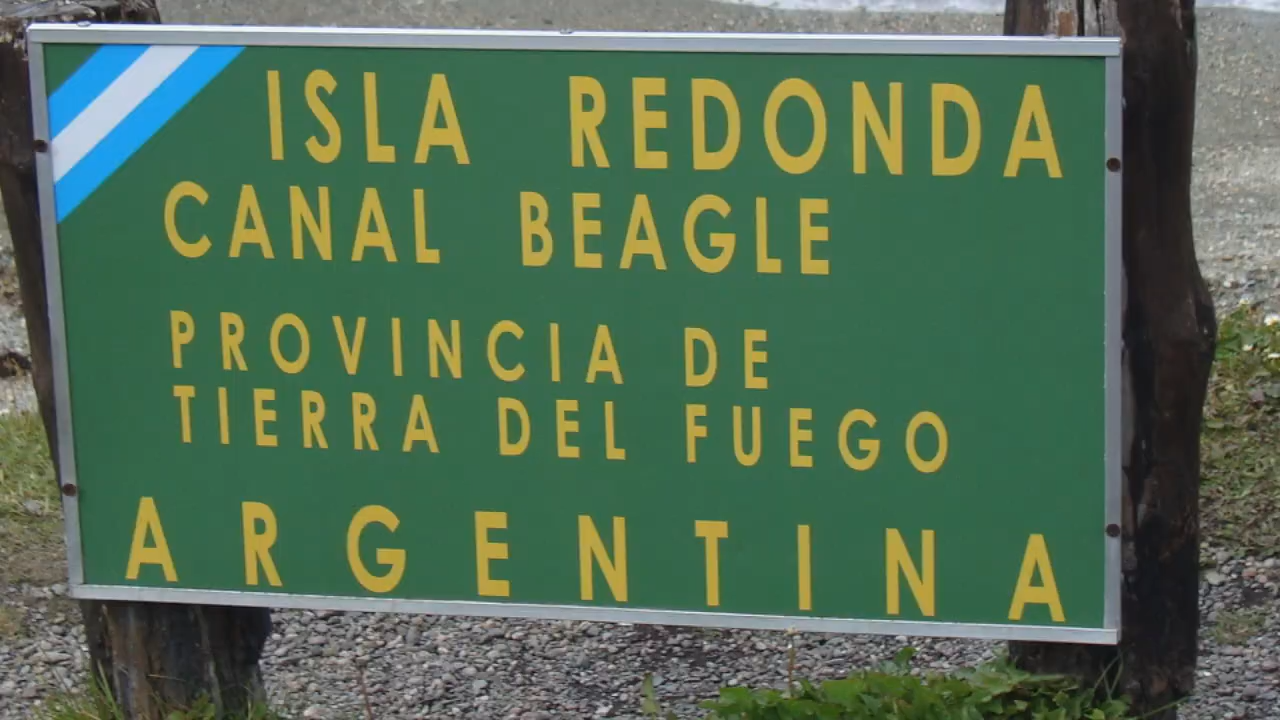 ISLA REDONDA
CANAL BEAGLE
PROVINCIA DE
TIERRA DEL FUEGO
ARGENTINA